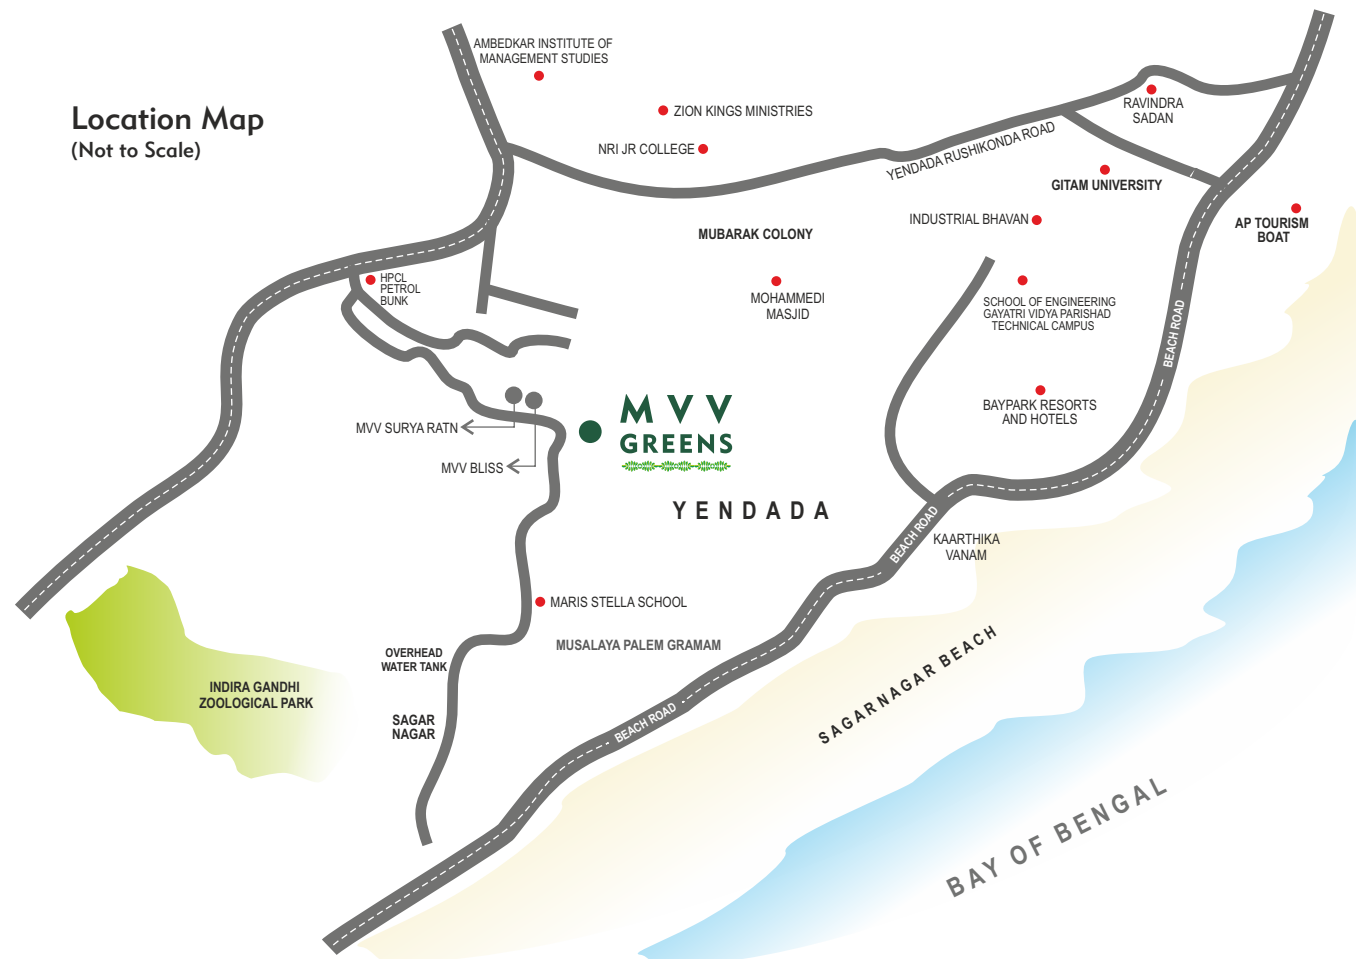 Location Map
(Not to Scale)
AMBEDKAR INSTITUTE OF
MANAGEMENT STUDIES
ZION KINGS MINISTRIES
NRI JR COLLEGE
YENDADA RUSHIKONDA ROAD
RAVINDRA
SADAN
GITAM UNIVERSITY
INDUSTRIAL BHAVAN
AP TOURISM
BOAT
MUBARAK COLONY
HPCL
PETROL
BUNK
MOHAMMEDI
MASJID
SCHOOL OF ENGINEERING
GAYATRI VIDYA PARISHAD
TECHNICAL CAMPUS
BEACH ROAD
BAYPARK RESORTS
AND HOTELS
MVV
GREENS
MVV SURYA RATN
MVV BLISS
YENDADA
BEACH ROAD
KAARTHIKA
VANAM
MARIS STELLA SCHOOL
MUSALAYA PALEM GRAMAM
OVERHEAD
WATER TANK
INDIRA GANDHI
ZOOLOGICAL PARK
SAGAR
NAGAR
BEACH ROAD
SAGARNAGAR BEACH
BAY OF BENGAL